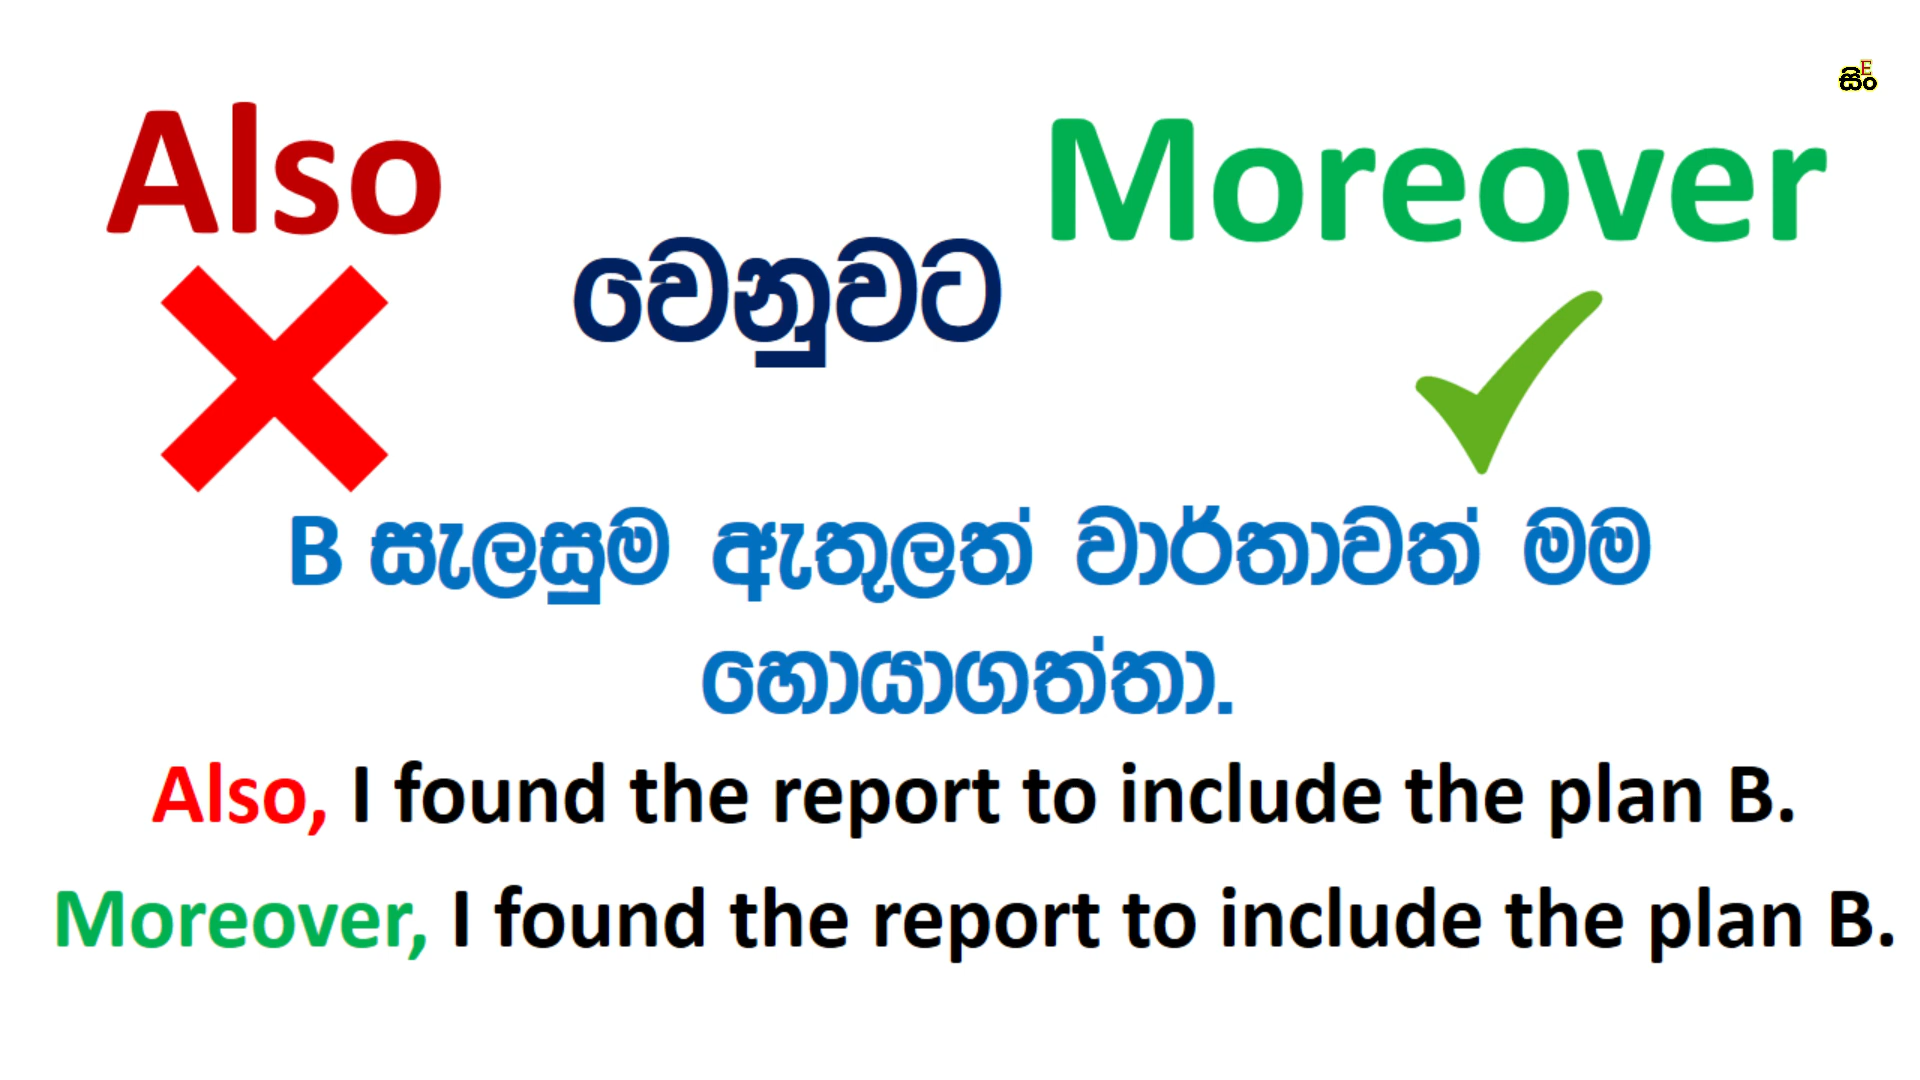 සිංE
Also
Moreover
වෙනුවට
B සැලසුම ඇතුලත් වාර්තාවත් මම
හොයාගත්තා.
Also, I found the report to include the plan B.
Moreover, I found the report to include the plan B.